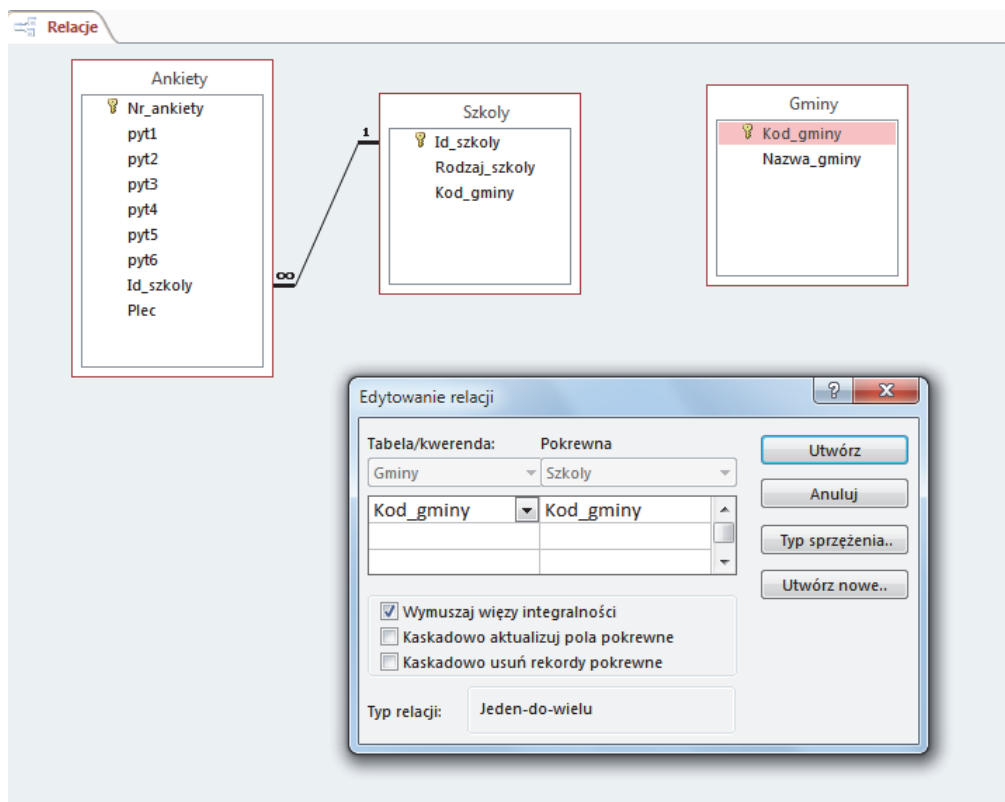 Relacje
Ankiety
Nr_ankiety
pyt1
pyt2
pyt3
pyt4
pyt5
pyt6
Id_szkoly
Plec
1
∞
Szkoly
Id_szkoly
Rodzaj_szkoly
Kod_gminy
Gminy
Kod_gminy
Nazwa_gminy
Edytowanie relacji
?
Tabela/kwerenda: Pokrewna
Gminy Szkoly
Kod_gminy Kod_gminy
Wymuszaj więzy integralności
Kaskadowo aktualizuj pola pokrewne
Kaskadowo usuń rekordy pokrewne
Typ relacji: Jeden-do-wielu
Utwórz
Anuluj
Typ sprzężenia..
Utwórz nowe..